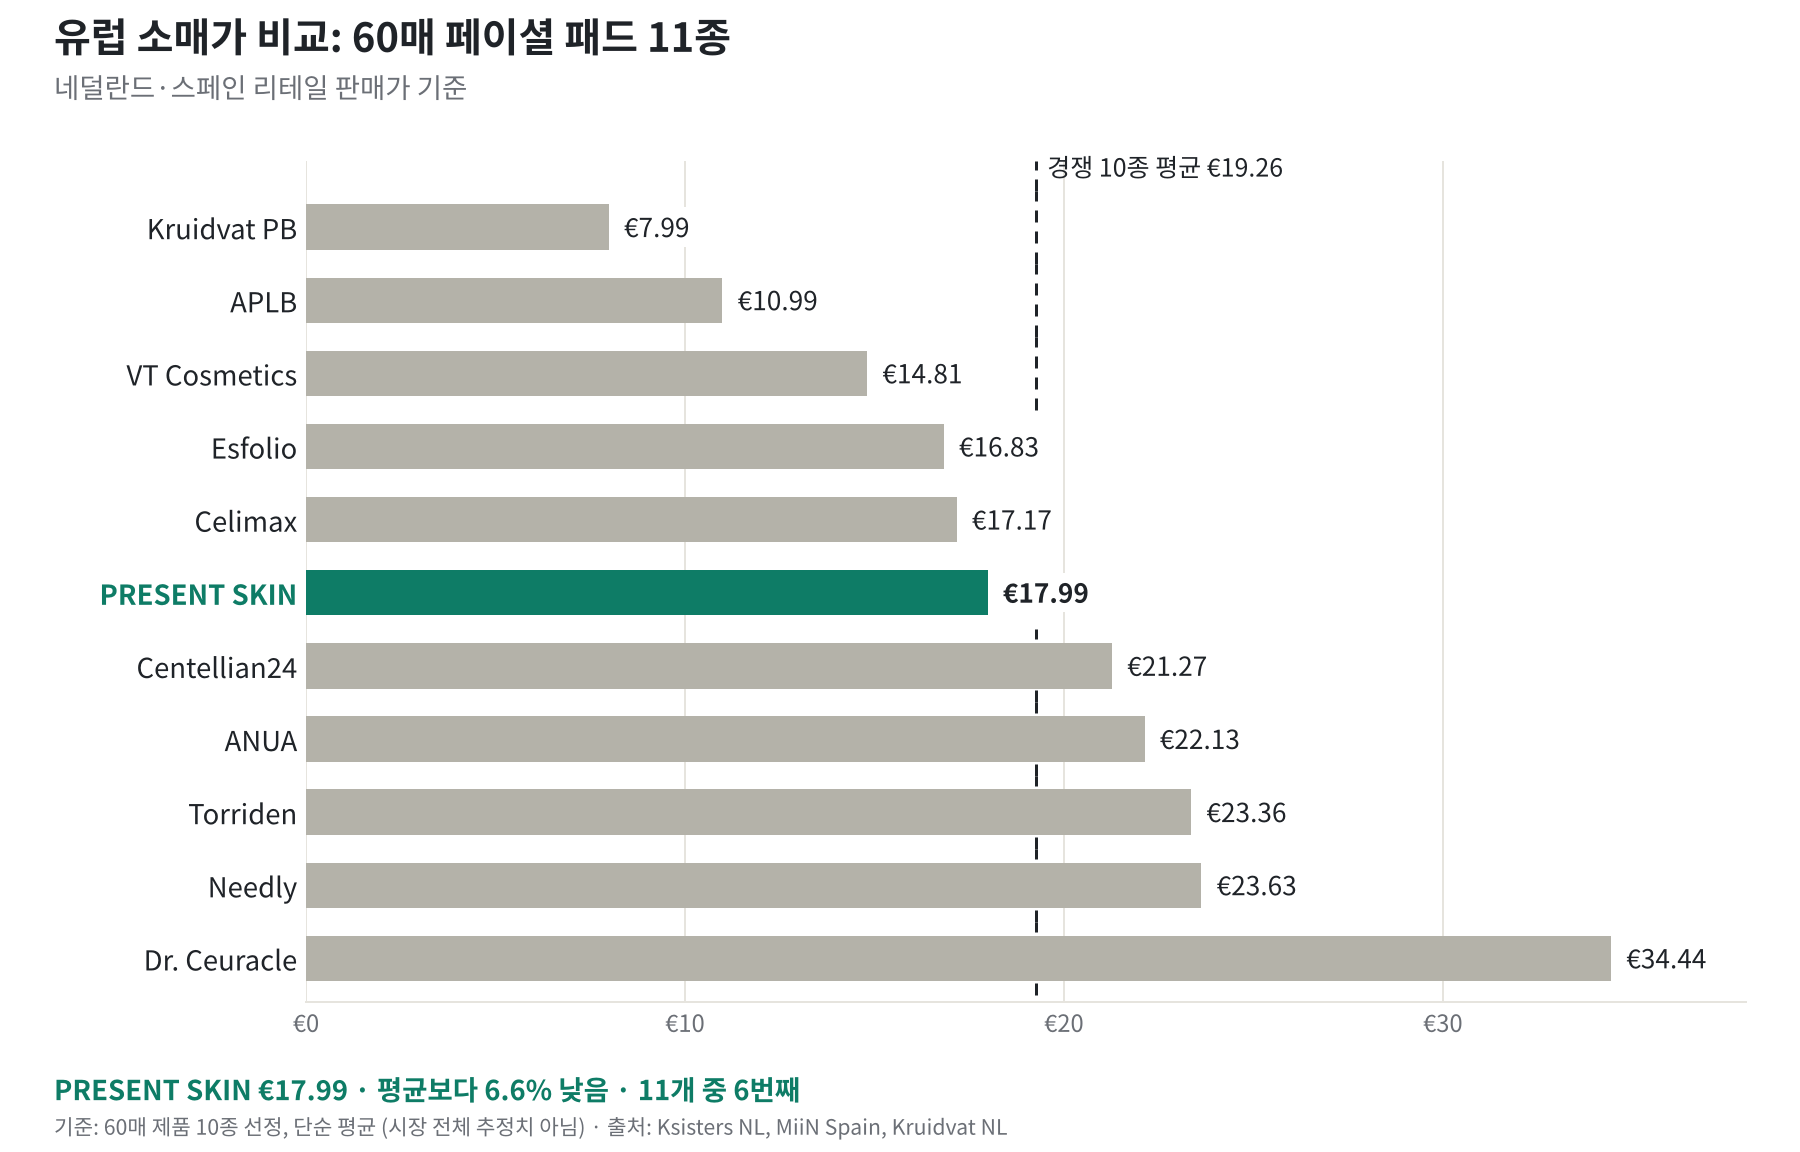 유럽 소매가 비교: 60매 페이셜 패드 11종
네덜란드·스페인 리테일 판매가 기준
경쟁 10종 평균 €19.26
Kruidvat PB €7.99
APLB €10.99
VT Cosmetics €14.81
Esfolio €16.83
Celimax €17.17
PRESENT SKIN €17.99
Centellian24 €21.27
ANUA €22.13
Torriden €23.36
Needly €23.63
Dr. Ceuracle €34.44
€0 €10 €20 €30
PRESENT SKIN €17.99 · 평균보다 6.6% 낮음 · 11개 중 6번째
기준: 60매 제품 10종 선정, 단순 평균 (시장 전체 추정치 아님) · 출처: Ksisters NL, MiiN Spain, Kruidvat NL